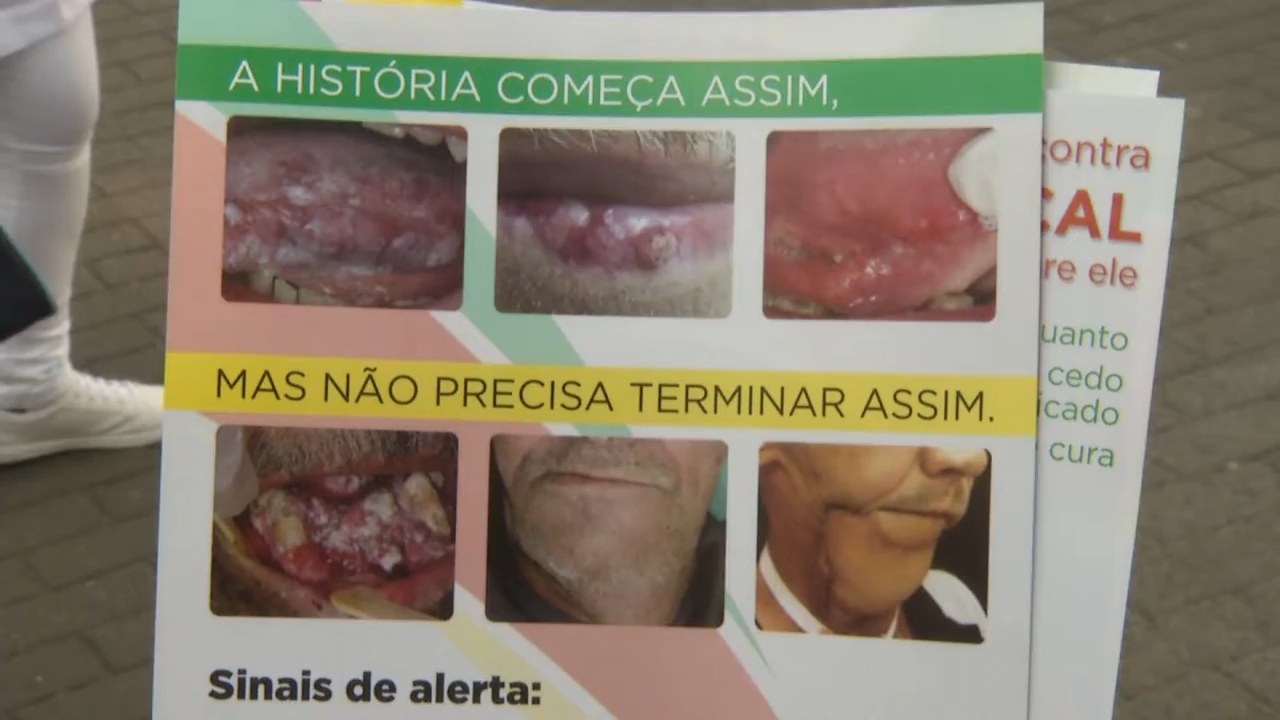 A HISTÓRIA COMEÇA ASSIM,
MAS NÃO PRECISA TERMINAR ASSIM.
Sinais de alerta:
contra
CAL
re ele
uanto
cedo
icado
cura